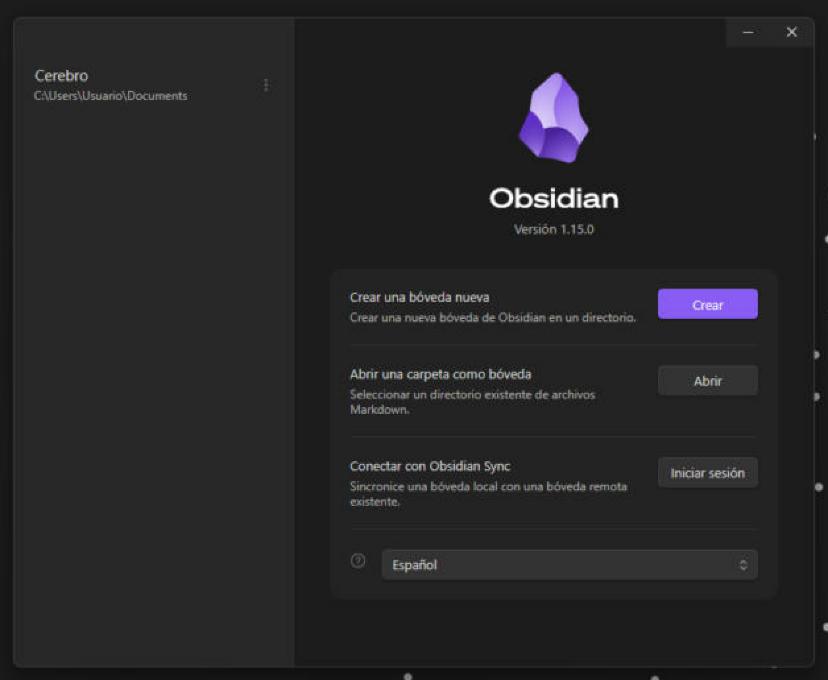 Cerebro
C:\Users\Usuario\Documents
Obsidian
Versión 1.15.0
Crear una bóveda nueva
Crear una nueva bóveda de Obsidian en un directorio.
Crear
Abrir una carpeta como bóveda
Seleccionar un directorio existente de archivos
Markdown.
Abrir
Conectar con Obsidian Sync
Sincronice una bóveda local con una bóveda remota
existente.
Iniciar sesión
Español